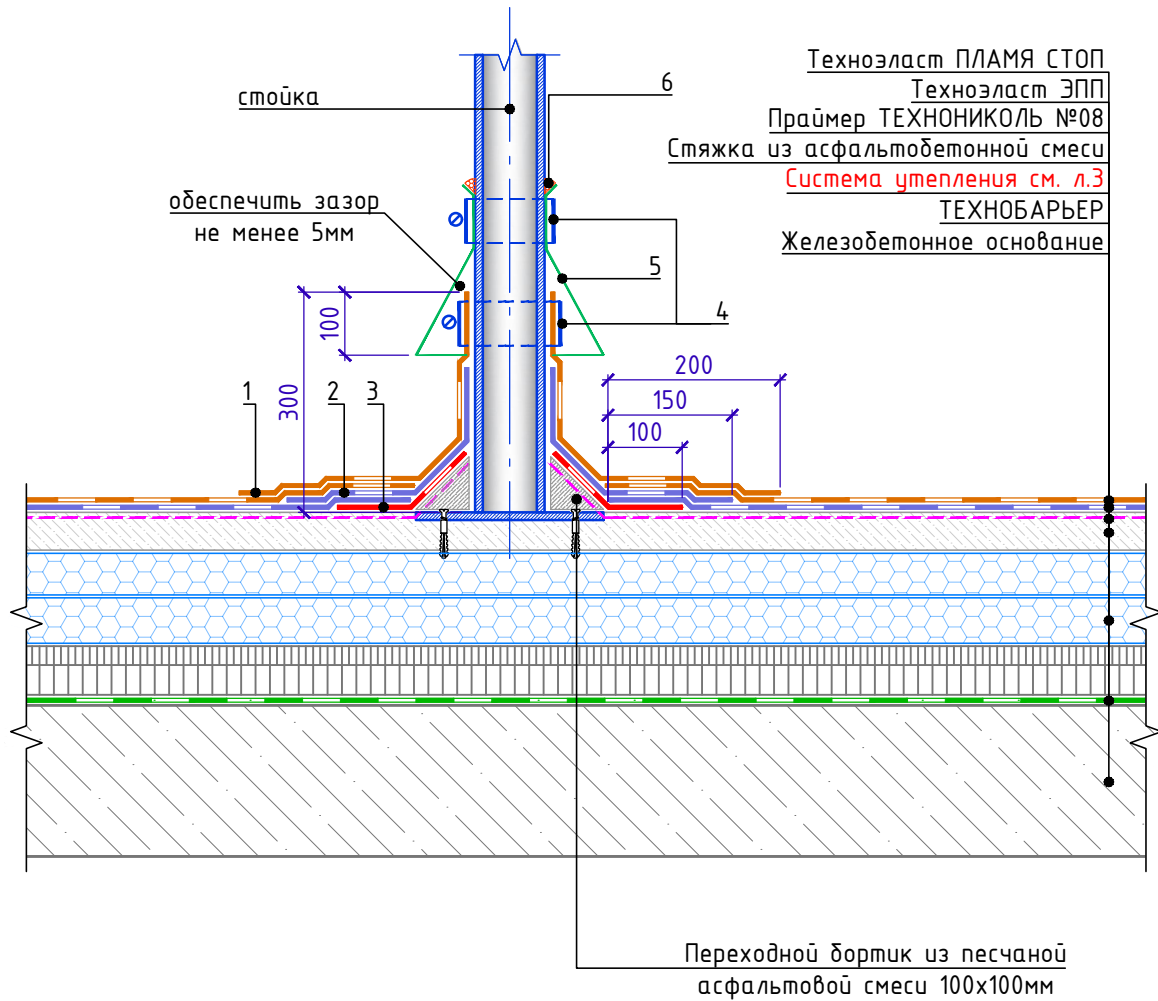 Техноэласт ПЛАМЯ СТОП
Техноэласт ЭПП
Праймер ТЕХНОНИКОЛЬ №08
Стяжка из асфальтобетонной смеси
Система утепления см. л.3
ТЕХНОБАРЬЕР
Железобетонное основание
стойка
6
обеспечить зазор
не менее 5мм
5
4
100
300
200
150
100
1
2
3
Переходной бортик из песчаной
асфальтовой смеси 100х100мм